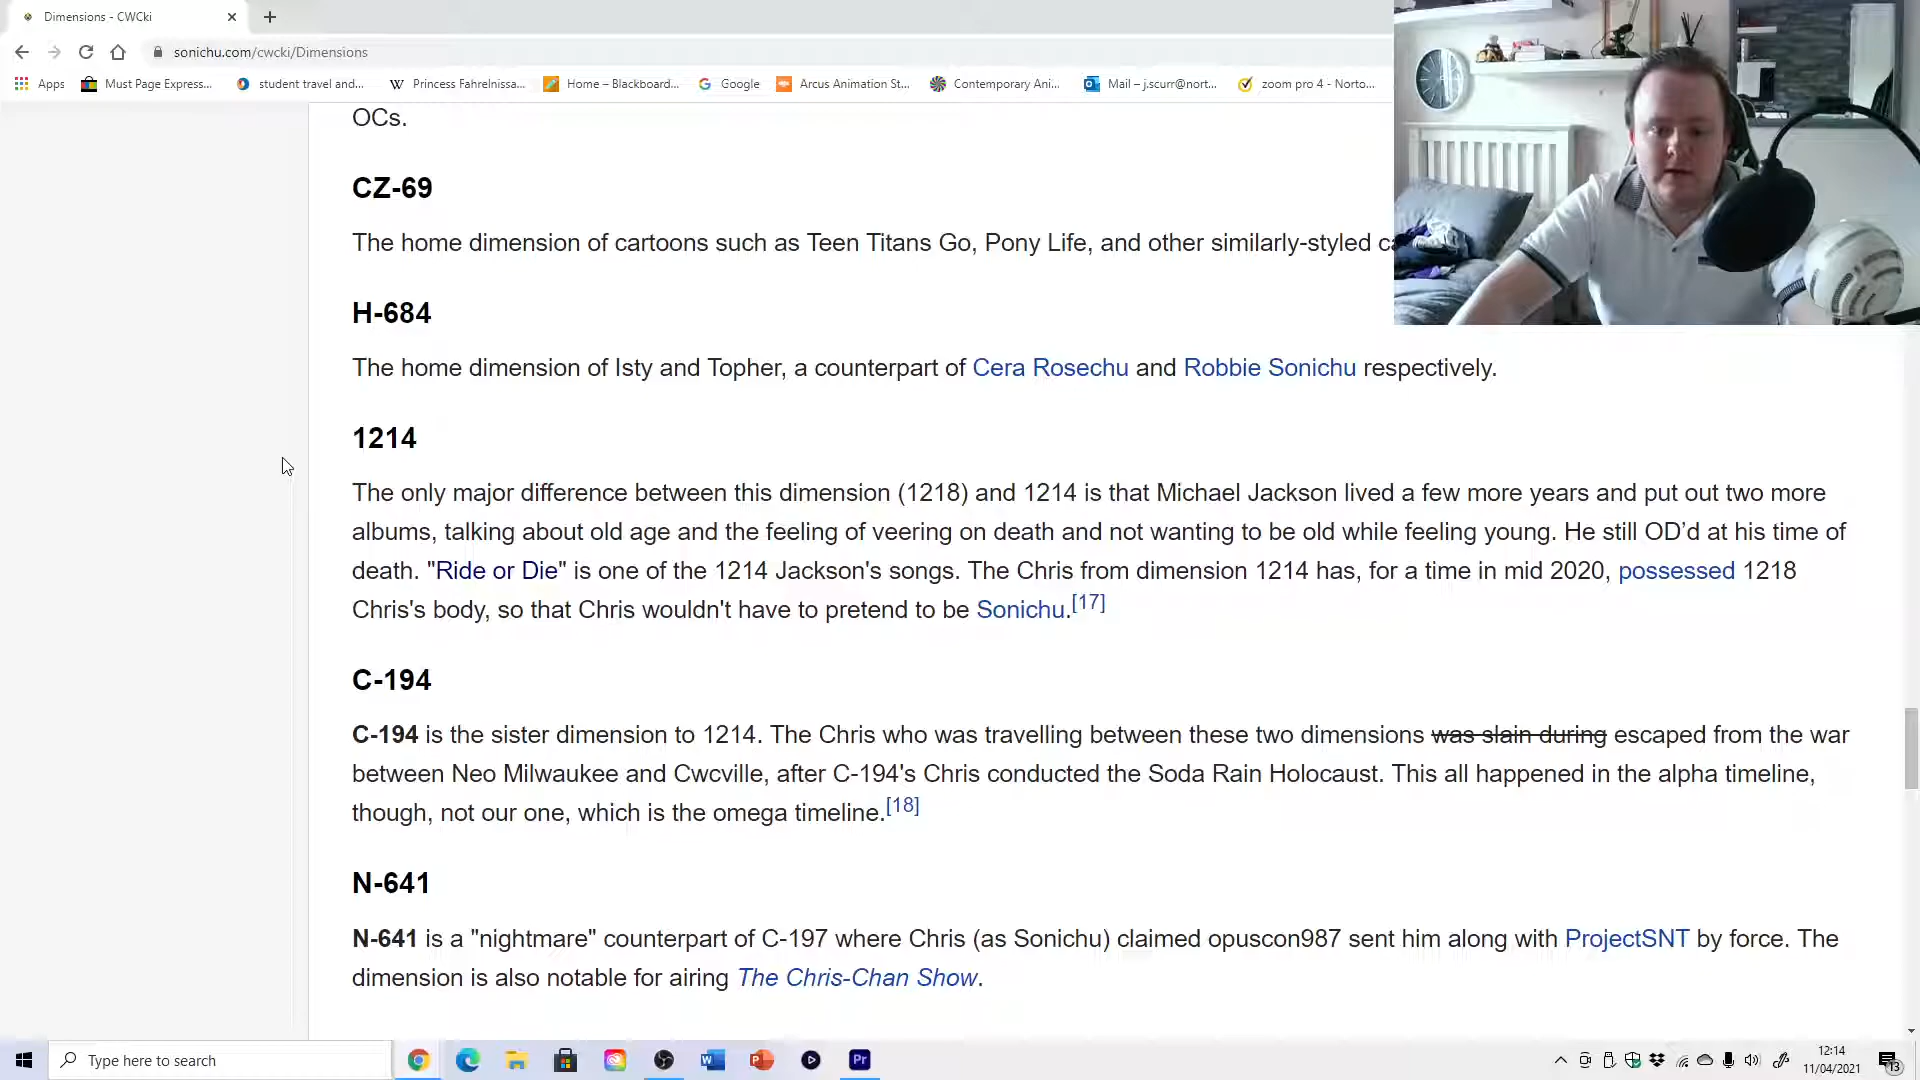 Dimensions - CWCki
sonichu.com/cwcki/Dimensions
Apps Must Page Express... student travel and... Princess Fahrelnissa... Home – Blackboard... Google Arcus Animation St... Contemporary Ani... Mail – j.scurr@nort... zoom pro 4 - Norto...
OCs.
CZ-69
The home dimension of cartoons such as Teen Titans Go, Pony Life, and other similarly-styled ca
H-684
The home dimension of Isty and Topher, a counterpart of Cera Rosechu and Robbie Sonichu respectively.
1214
The only major difference between this dimension (1218) and 1214 is that Michael Jackson lived a few more years and put out two more
albums, talking about old age and the feeling of veering on death and not wanting to be old while feeling young. He still OD’d at his time of
death. "Ride or Die" is one of the 1214 Jackson's songs. The Chris from dimension 1214 has, for a time in mid 2020, possessed 1218
Chris's body, so that Chris wouldn't have to pretend to be Sonichu.[17]
C-194
C-194 is the sister dimension to 1214. The Chris who was travelling between these two dimensions was slain during escaped from the war
between Neo Milwaukee and Cwcville, after C-194's Chris conducted the Soda Rain Holocaust. This all happened in the alpha timeline,
though, not our one, which is the omega timeline.[18]
N-641
N-641 is a "nightmare" counterpart of C-197 where Chris (as Sonichu) claimed opuscon987 sent him along with ProjectSNT by force. The
dimension is also notable for airing The Chris-Chan Show.
Type here to search
12:14
11/04/2021
13